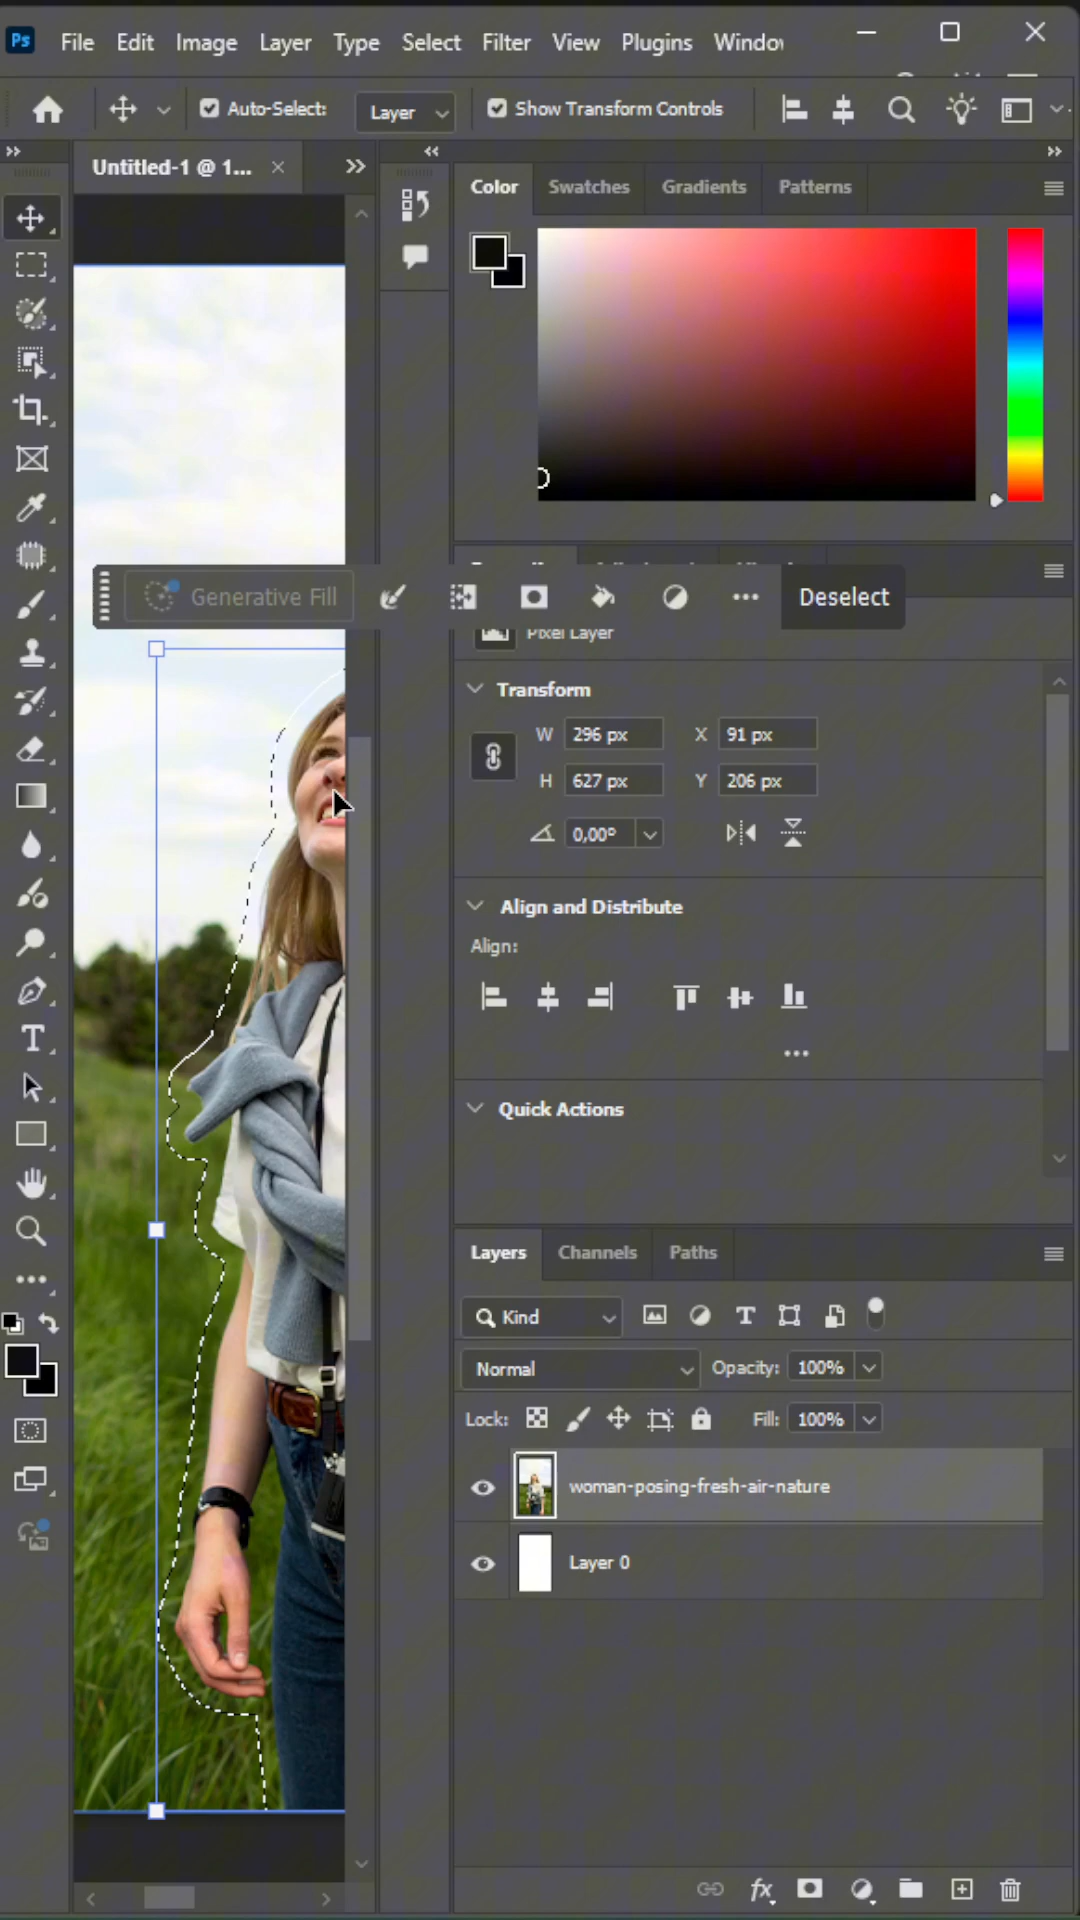 Ps File Edit Image Layer Type Select Filter View Plugins Windo
Auto-Select: Layer Show Transform Controls
Untitled-1 @ 1...
Color Swatches Gradients Patterns
Generative Fill Deselect
Pixel Layer
Transform
W 296 px X 91 px
H 627 px Y 206 px
0,00°
Align and Distribute
Align:
Quick Actions
Layers Channels Paths
Kind
Normal Opacity: 100%
Lock: Fill: 100%
woman-posing-fresh-air-nature
Layer 0
fx